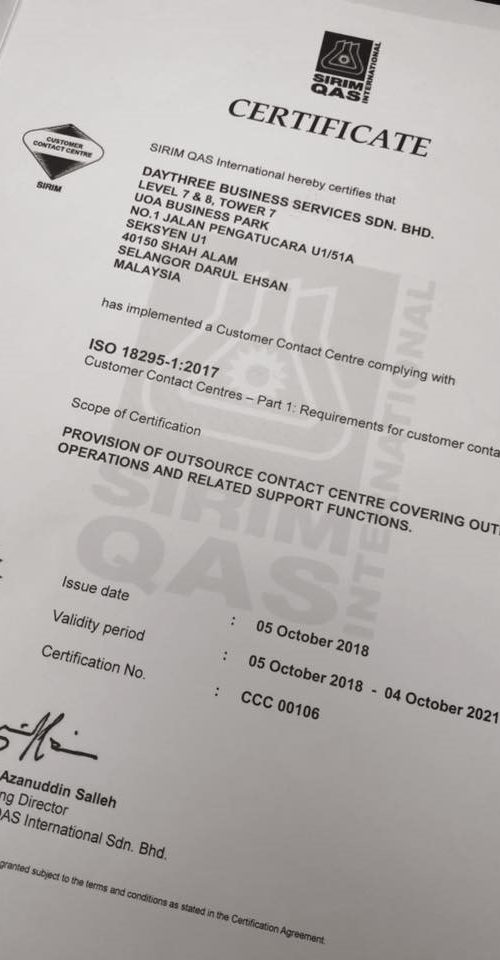 SIRIM
QAS
INTERNATIONAL
CERTIFICATE
CUSTOMER
CONTACT CENTRE
SIRIM
SIRIM QAS International hereby certifies that
DAYTHREE BUSINESS SERVICES SDN. BHD.
LEVEL 7 & 8, TOWER 7
UOA BUSINESS PARK
NO.1 JALAN PENGATUCARA U1/51A
SEKSYEN U1
40150 SHAH ALAM
SELANGOR DARUL EHSAN
MALAYSIA
has implemented a Customer Contact Centre complying with
ISO 18295-1:2017
Customer Contact Centres – Part 1: Requirements for customer conta
Scope of Certification
PROVISION OF OUTSOURCE CONTACT CENTRE COVERING OUT
OPERATIONS AND RELATED SUPPORT FUNCTIONS.
SIRIM
QAS
INTERNATIONAL
Issue date : 05 October 2018
Validity period : 05 October 2018 - 04 October 2021
Certification No. : CCC 00106
Azanuddin Salleh
ng Director
QAS International Sdn. Bhd.
granted subject to the terms and conditions as stated in the Certification Agreement.